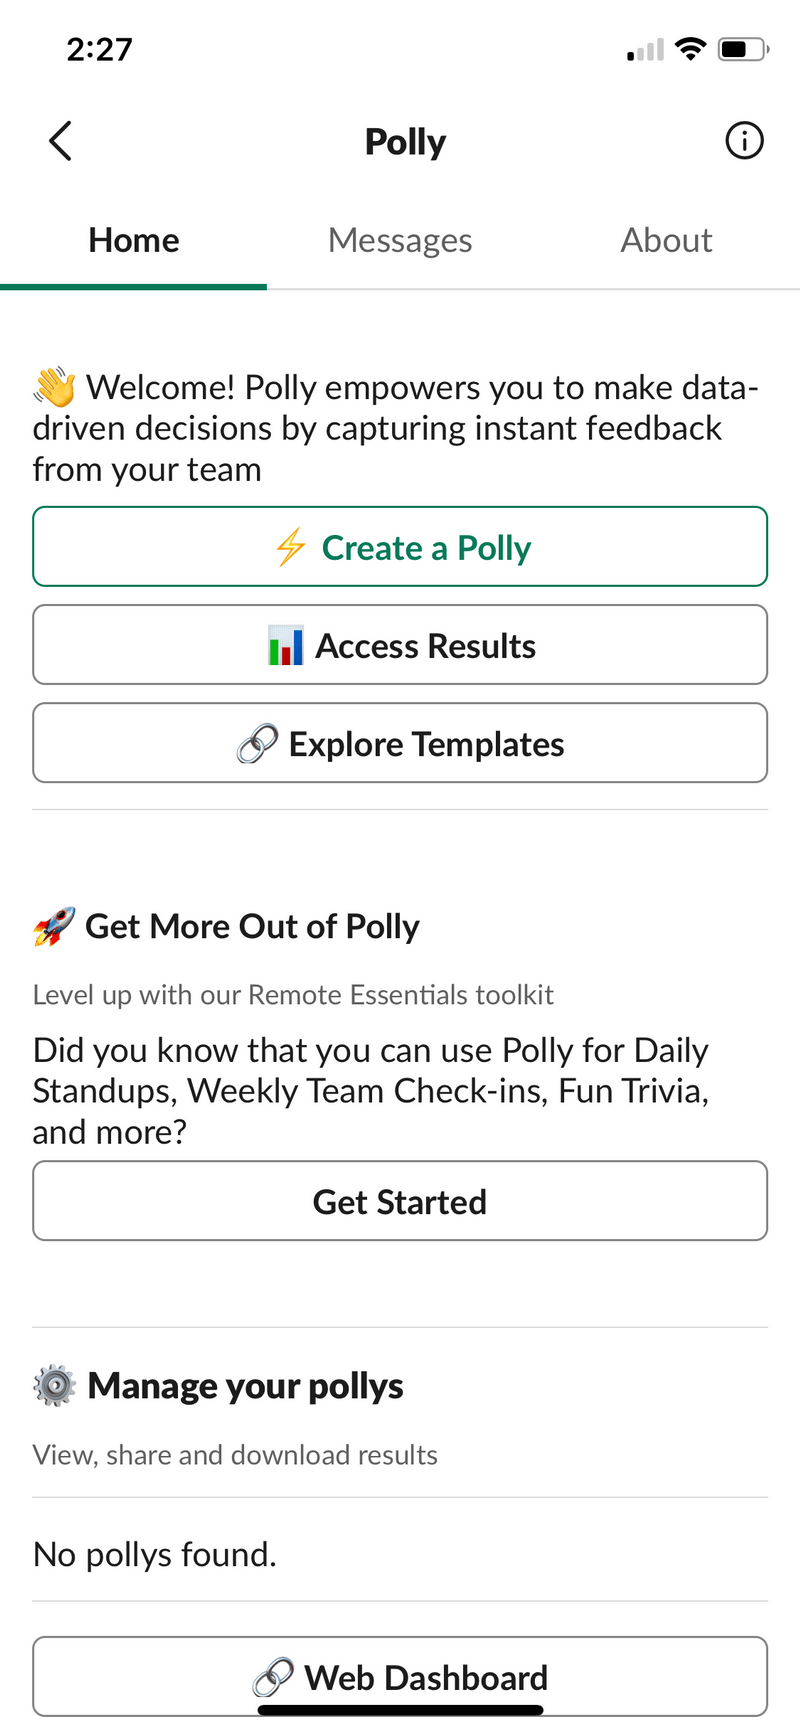 2:27
Polly
Home
Messages
About
👋 Welcome! Polly empowers you to make data-
driven decisions by capturing instant feedback
from your team
⚡ Create a Polly
📊 Access Results
🔗 Explore Templates
🚀 Get More Out of Polly
Level up with our Remote Essentials toolkit
Did you know that you can use Polly for Daily
Standups, Weekly Team Check-ins, Fun Trivia,
and more?
Get Started
⚙️ Manage your pollys
View, share and download results
No pollys found.
🔗 Web Dashboard